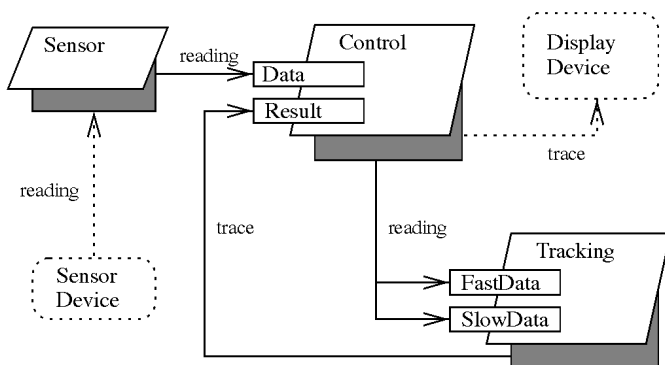 Sensor
Control
Display
Device
reading
Data
Result
trace
reading
trace
reading
Tracking
Sensor
Device
FastData
SlowData